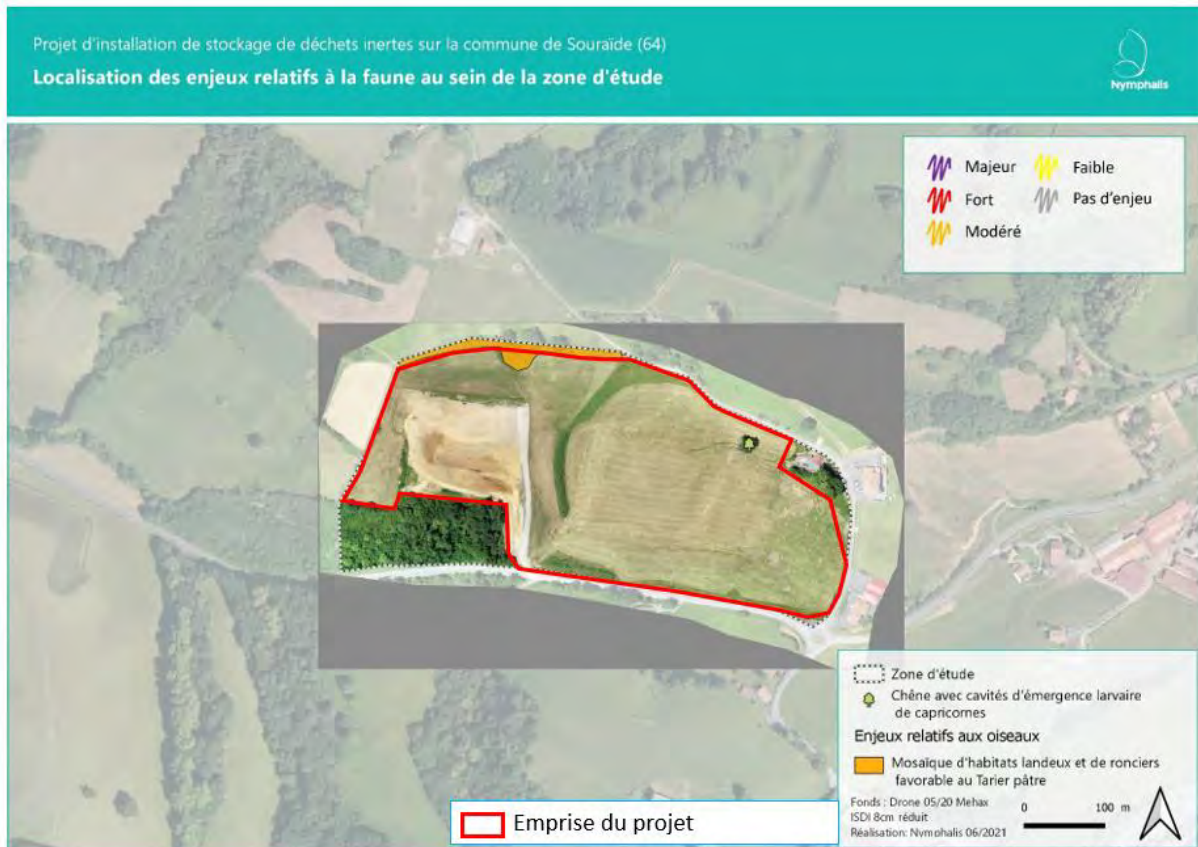 Projet d'installation de stockage de déchets inertes sur la commune de Souraïde (64)
Localisation des enjeux relatifs à la faune au sein de la zone d'étude
Nymphalis
Majeur
Faible
Fort
Pas d'enjeu
Modéré
Zone d'étude
Chêne avec cavités d'émergence larvaire
de capricornes
Enjeux relatifs aux oiseaux
Mosaïque d'habitats landeux et de ronciers
favorable au Tarier pâtre
Fonds : Drone 05/20 Mehax
ISDI 8cm réduit
Réalisation: Nymphalis 06/2021
0 100 m
Emprise du projet